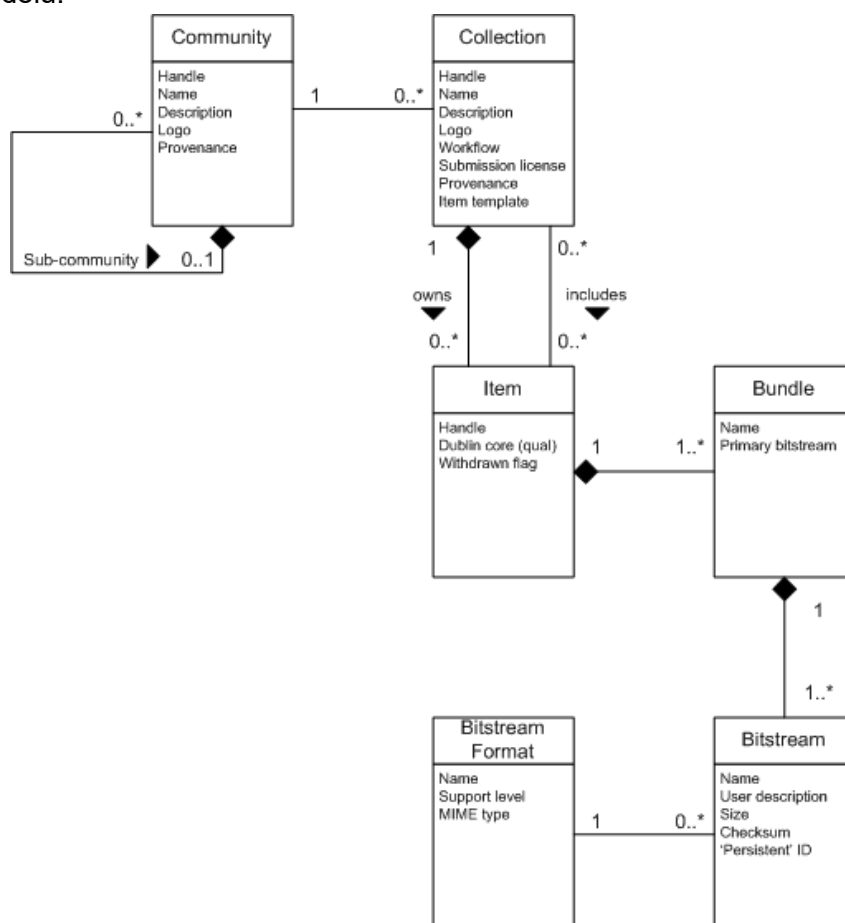 Community
Handle
Name
Description
Logo
Provenance
Collection
Handle
Name
Description
Logo
Workflow
Submission license
Provenance
Item template
1
0..*
0..*
Sub-community
0..1
1
0..*
owns
includes
0..*
0..*
Item
Handle
Dublin core (qual)
Withdrawn flag
1
1..*
Bundle
Name
Primary bitstream
1
1..*
Bitstream
Format
Name
Support level
MIME type
1
0..*
Bitstream
Name
User description
Size
Checksum
'Persistent' ID